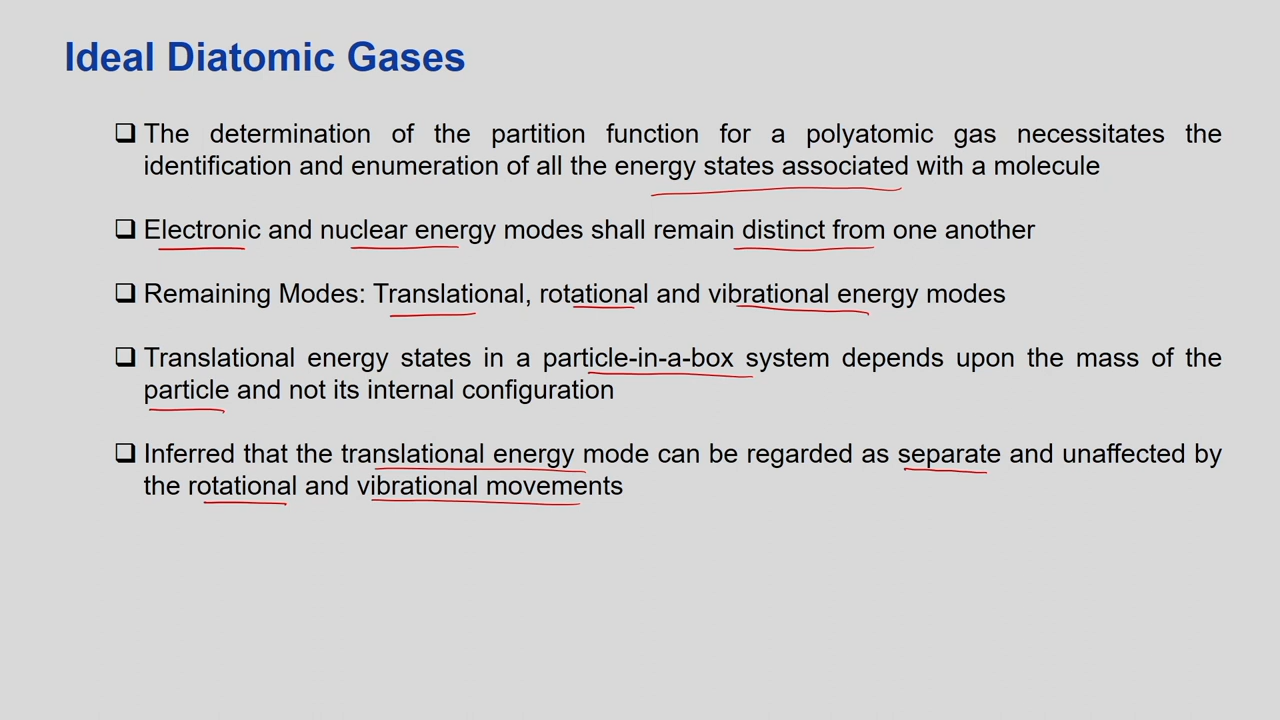 Ideal Diatomic Gases
❑ The determination of the partition function for a polyatomic gas necessitates the
identification and enumeration of all the energy states associated with a molecule
❑ Electronic and nuclear energy modes shall remain distinct from one another
❑ Remaining Modes: Translational, rotational and vibrational energy modes
❑ Translational energy states in a particle-in-a-box system depends upon the mass of the
particle and not its internal configuration
❑ Inferred that the translational energy mode can be regarded as separate and unaffected by
the rotational and vibrational movements